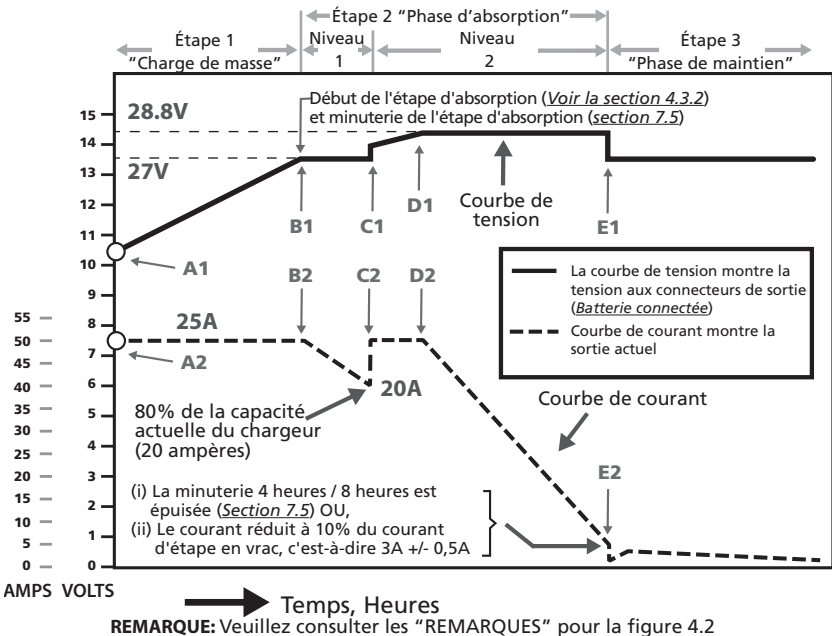 Étape 2 “Phase d’absorption”
Étape 1
“Charge de masse”
Niveau
1
Niveau
2
Étape 3
“Phase de maintien”
Début de l'étape d'absorption (Voir la section 4.3.2)
et minuterie de l'étape d'absorption (section 7.5)
28.8V
27V
15
14
13
12
11
10
9
8
7
6
5
4
3
2
1
0
55
50
45
40
35
30
25
20
15
10
5
0
AMPS VOLTS
A1
B1
C1
D1
E1
Courbe de
tension
A2
B2
C2
D2
E2
25A
20A
La courbe de tension montre la
tension aux connecteurs de sortie
(Batterie connectée)
Courbe de courant montre la
sortie actuel
80% de la capacité
actuelle du chargeur
(20 ampères)
Courbe de courant
(i) La minuterie 4 heures / 8 heures est
épuisée (Section 7.5) OU,
(ii) Le courant réduit à 10% du courant
d'étape en vrac, c'est-à-dire 3A +/- 0,5A
Temps, Heures
REMARQUE: Veuillez consulter les “REMARQUES” pour la figure 4.2